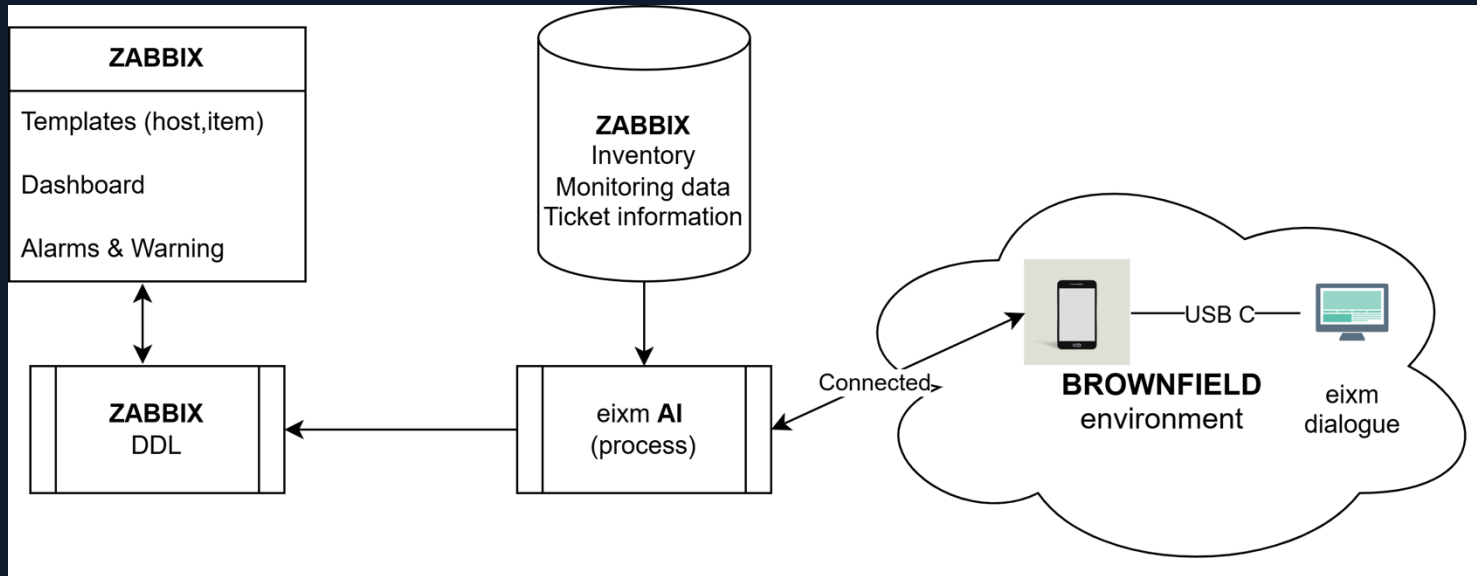 ZABBIX
Templates (host,item)
Dashboard
Alarms & Warning
ZABBIX
Inventory
Monitoring data
Ticket information
ZABBIX
DDL
eixm AI
(process)
Connected
USB C
BROWNFIELD
environment
eixm
dialogue